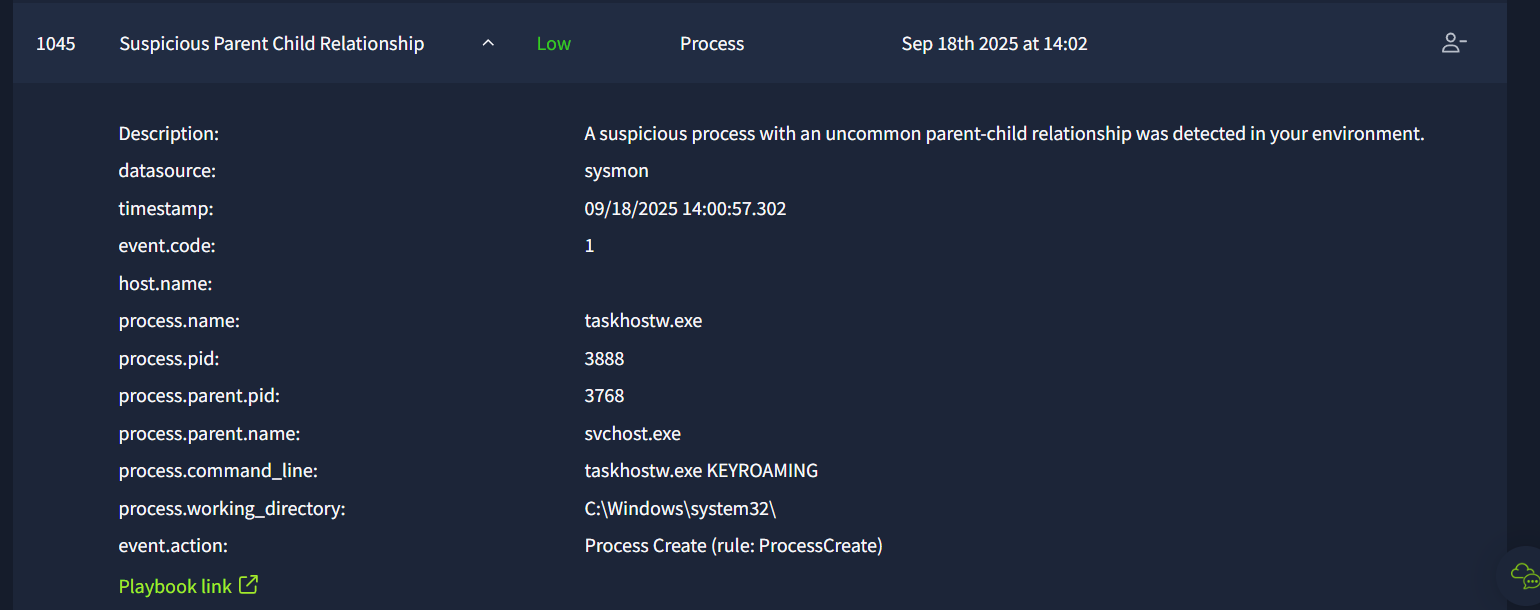 1045 Suspicious Parent Child Relationship Low Process Sep 18th 2025 at 14:02
Description: A suspicious process with an uncommon parent-child relationship was detected in your environment.
datasource: sysmon
timestamp: 09/18/2025 14:00:57.302
event.code: 1
host.name:
process.name: taskhostw.exe
process.pid: 3888
process.parent.pid: 3768
process.parent.name: svchost.exe
process.command_line: taskhostw.exe KEYROAMING
process.working_directory: C:\Windows\system32\
event.action: Process Create (rule: ProcessCreate)
Playbook link